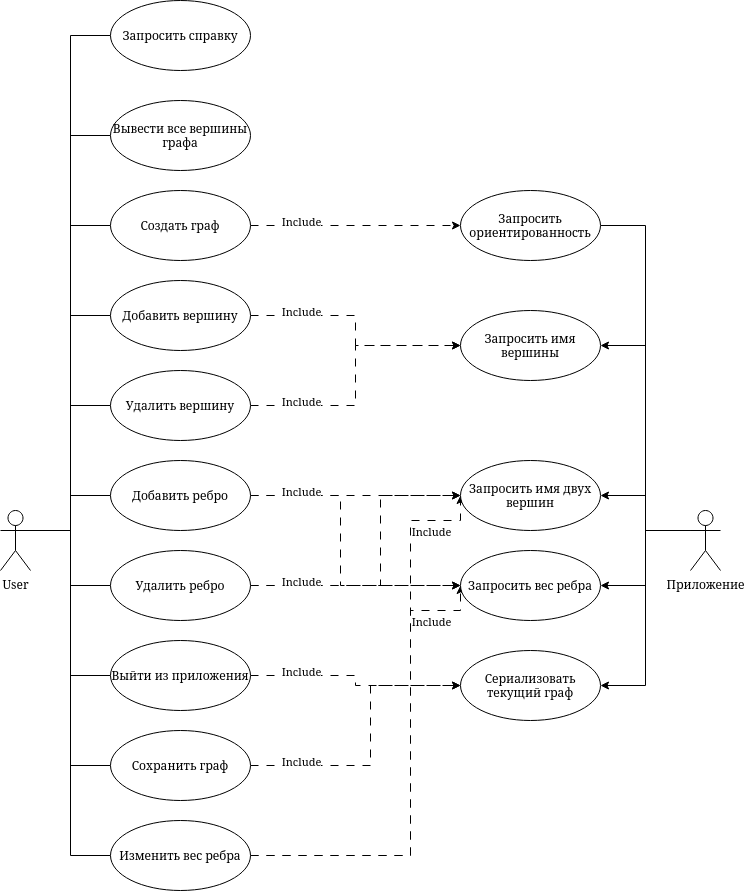 Запросить справку
Вывести все вершины
графа
Создать граф
Include
Запросить
ориентированность
Добавить вершину
Include
Запросить имя
вершины
Удалить вершину
Include
Добавить ребро
Include
Запросить имя двух
вершин
Include
User
Приложение
Удалить ребро
Include
Запросить вес ребра
Include
Выйти из приложения
Include
Сериализовать
текущий граф
Сохранить граф
Include
Изменить вес ребра